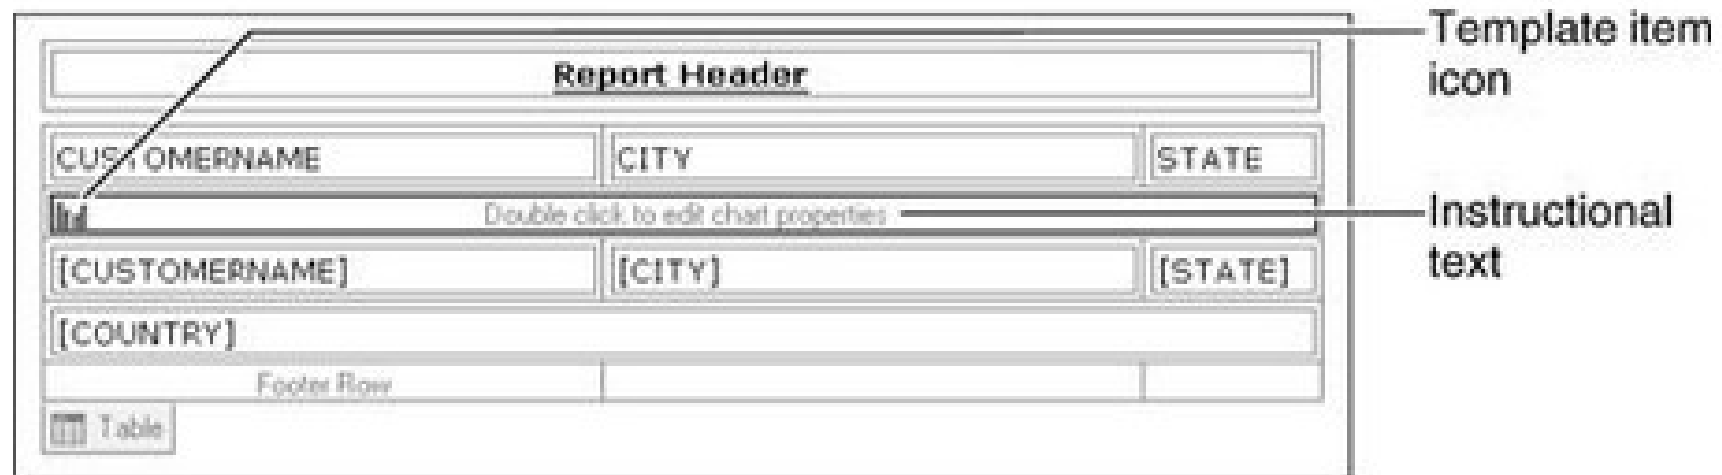 Template item
icon
Report Header
CUSTOMERNAME CITY STATE
Double click to edit chart properties
Instructional
text
[CUSTOMERNAME] [CITY] [STATE]
[COUNTRY]
Footer Row
Table